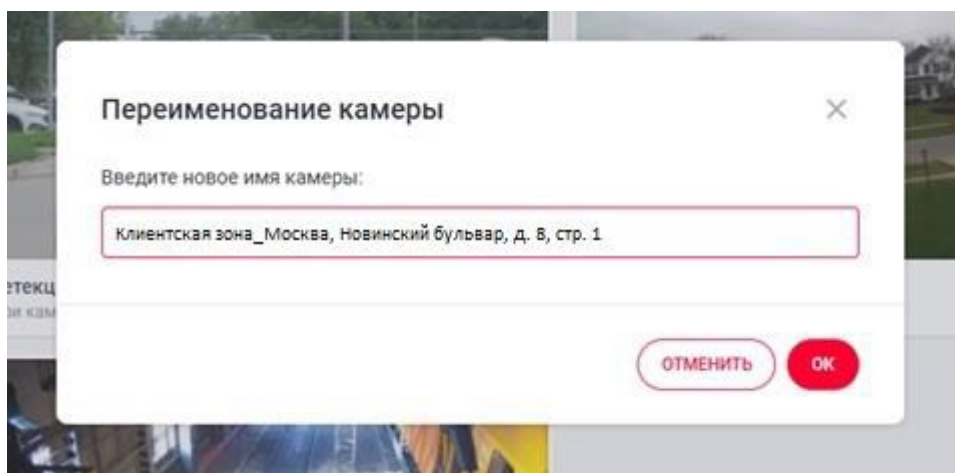 Переименование камеры
Введите новое имя камеры:
Клиентская зона_Москва, Новинский бульвар, д. 8, стр. 1
ОТМЕНИТЬ
ОК